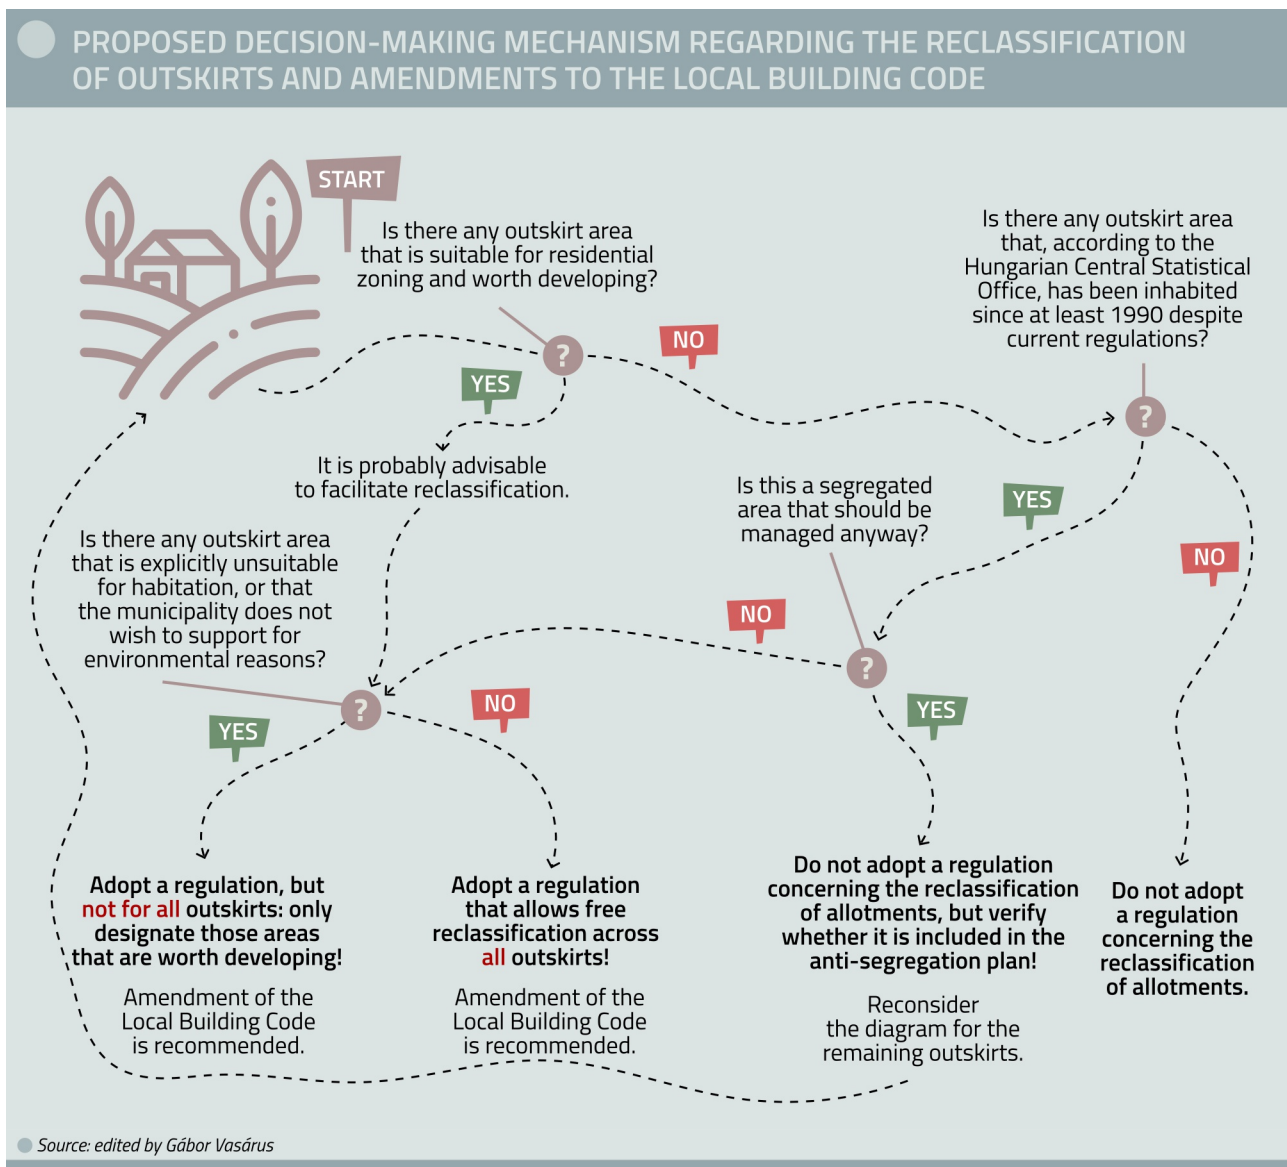 PROPOSED DECISION-MAKING MECHANISM REGARDING THE RECLASSIFICATION
OF OUTSKIRTS AND AMENDMENTS TO THE LOCAL BUILDING CODE
START
Is there any outskirt area
that is suitable for residential
zoning and worth developing?
?
NO
YES
Is there any outskirt area
that, according to the
Hungarian Central Statistical
Office, has been inhabited
since at least 1990 despite
current regulations?
?
It is probably advisable
to facilitate reclassification.
Is this a segregated
area that should be
managed anyway?
YES
NO
Is there any outskirt area
that is explicitly unsuitable
for habitation, or that
the municipality does not
wish to support for
environmental reasons?
NO
?
?
YES
NO
YES
Adopt a regulation, but
not for all outskirts: only
designate those areas
that are worth developing!
Amendment of the
Local Building Code
is recommended.
Adopt a regulation
that allows free
reclassification across
all outskirts!
Amendment of the
Local Building Code
is recommended.
Do not adopt a regulation
concerning the reclassification
of allotments, but verify
whether it is included in the
anti-segregation plan!
Reconsider
the diagram for the
remaining outskirts.
Do not adopt
a regulation
concerning the
reclassification
of allotments.
Source: edited by Gábor Vasárus